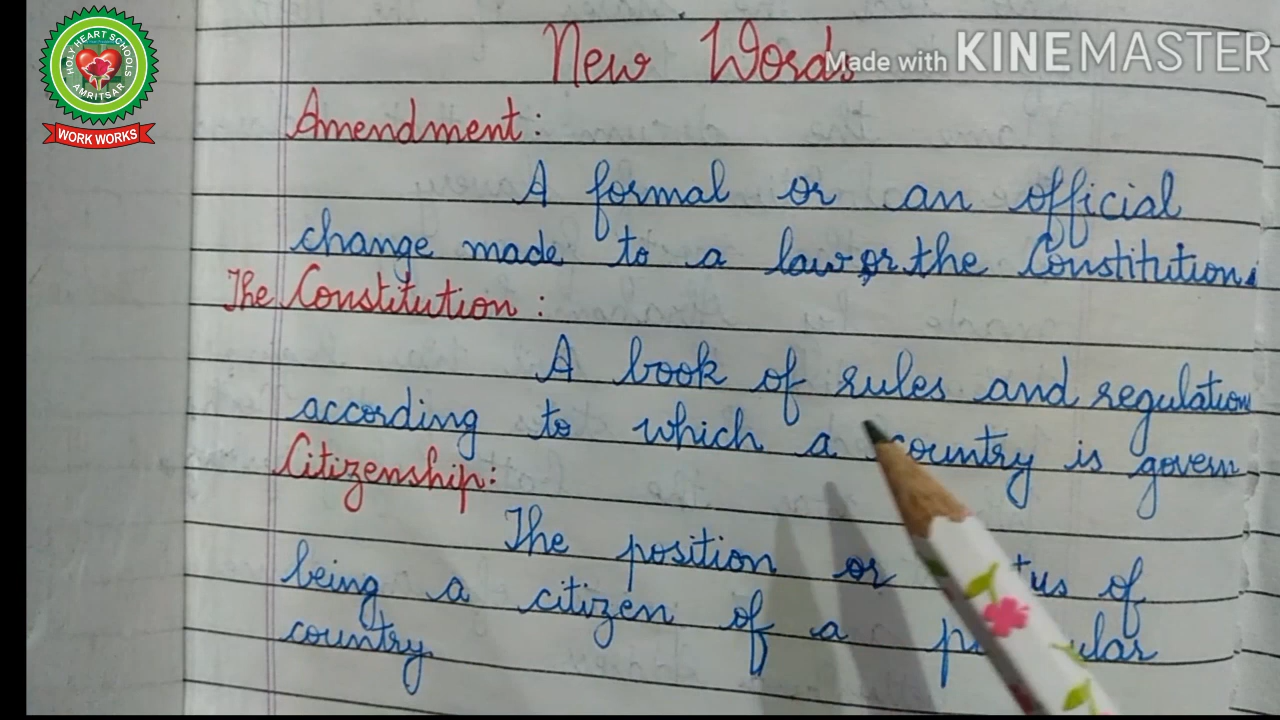 HOLY HEART SCHOOLS
AMRITSAR
WORK WORKS
Made with KINEMASTER
New Words
Amendment:
A formal or an official
change made to a law or the Constitution.
The Constitution:
A book of rules and regulation
according to which a country is govern
Citizenship:
The position or of
being a citizen of a
country.